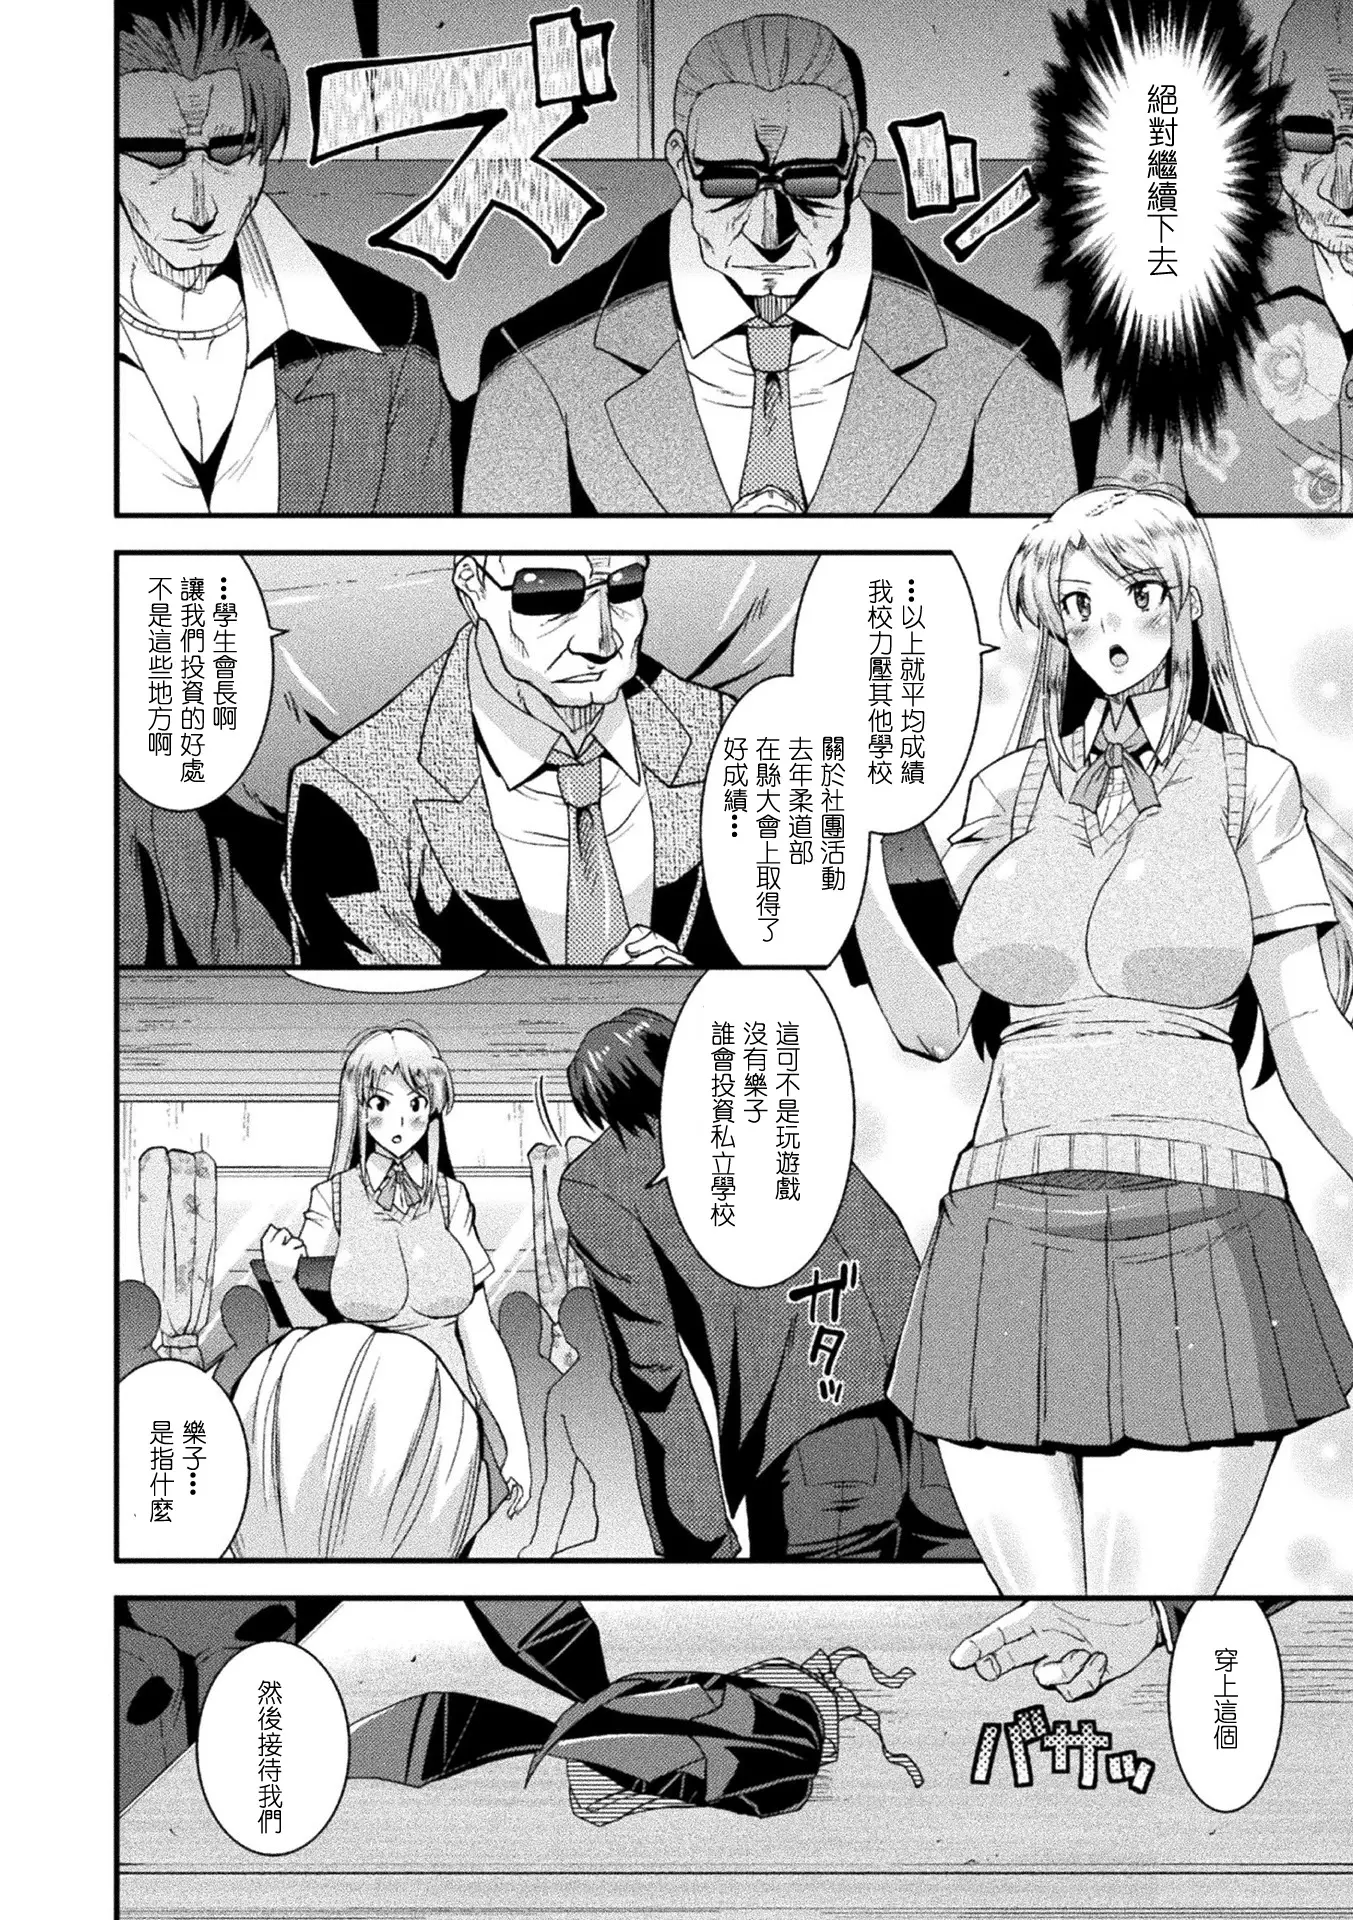 絕對繼續下去
ズンッ
…以上就平均成績
我校力壓其他學校
關於社團活動
去年柔道部
在縣大會上取得了
好成績…
…學生會長啊
讓我們投資的好處
不是這些地方啊
這可不是玩遊戲
沒有樂子
誰會投資私立學校
ガタッ
樂子…
是指什麼
穿上這個
バサッ
然後接待我們